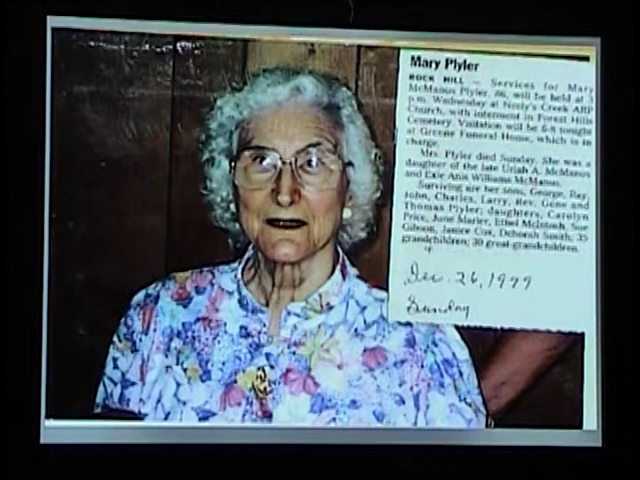 Mary Plyler
ROCK HILL — Services for Mary
McManus Plyler, 86, will be held at 3
p.m. Wednesday at Neely's Creek ARP
Church, with interment in Forest Hills
Cemetery. Visitation will be 6-8 tonight
at Greene Funeral Home, which is in
charge.
Mrs. Plyler died Sunday. She was a
daughter of the late Uriah A. McManus
and Exie Anis Williams McManus.
Surviving are her sons, George, Ray,
John, Charles, Larry, Rev. Gene and
Thomas Plyler; daughters, Carolyn
Price, June Marler, Ethel McIntosh, Sue
Gibson, Janice Cox, Deborah Smith; 35
grandchildren; 30 great-grandchildren.
Dec. 26, 1999
Sunday